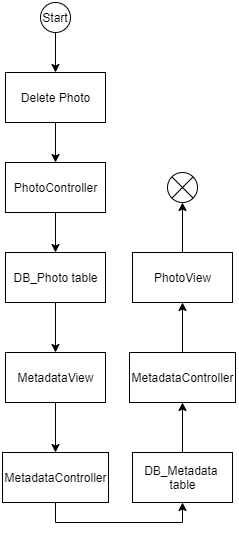 Start
Delete Photo
PhotoController
DB_Photo table
MetadataView
MetadataController
DB_Metadata
table
MetadataController
PhotoView